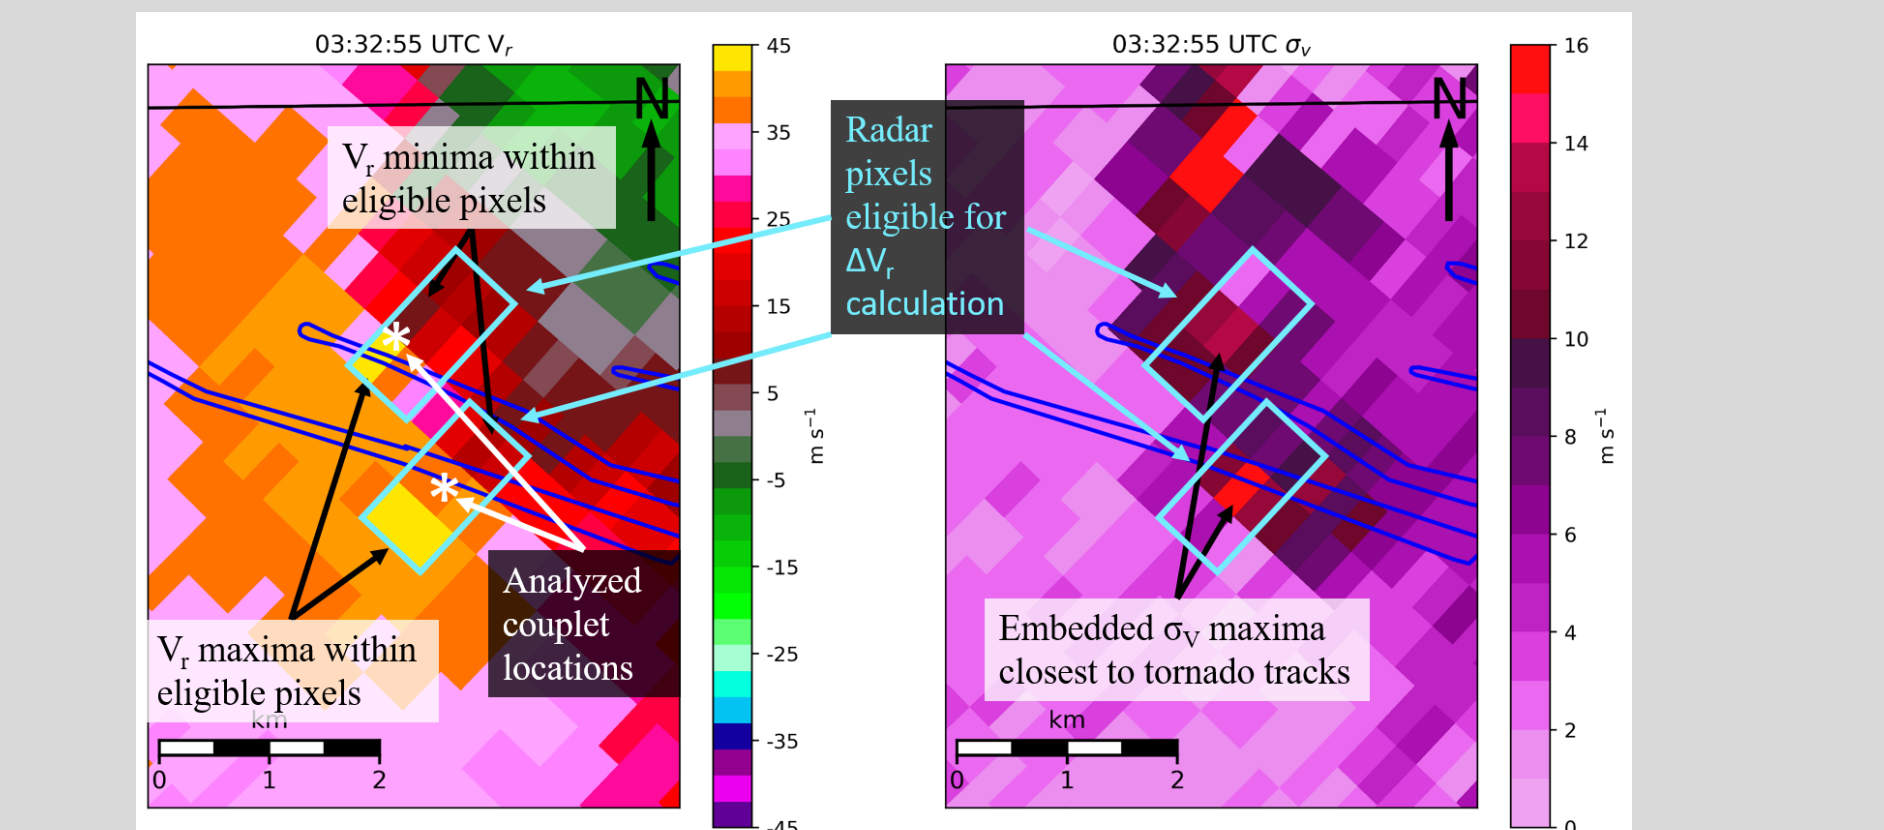 03:32:55 UTC Vr
N
Vr minima within
eligible pixels
Vr maxima within
eligible pixels
Analyzed
couplet
locations
km
0 1 2
45
35
25
15
5
-5
-15
-25
-35
-45
m s⁻¹
Radar
pixels
eligible for
ΔVr
calculation
03:32:55 UTC σv
N
Embedded σV maxima
closest to tornado tracks
km
0 1 2
16
14
12
10
8
6
4
2
0
m s⁻¹